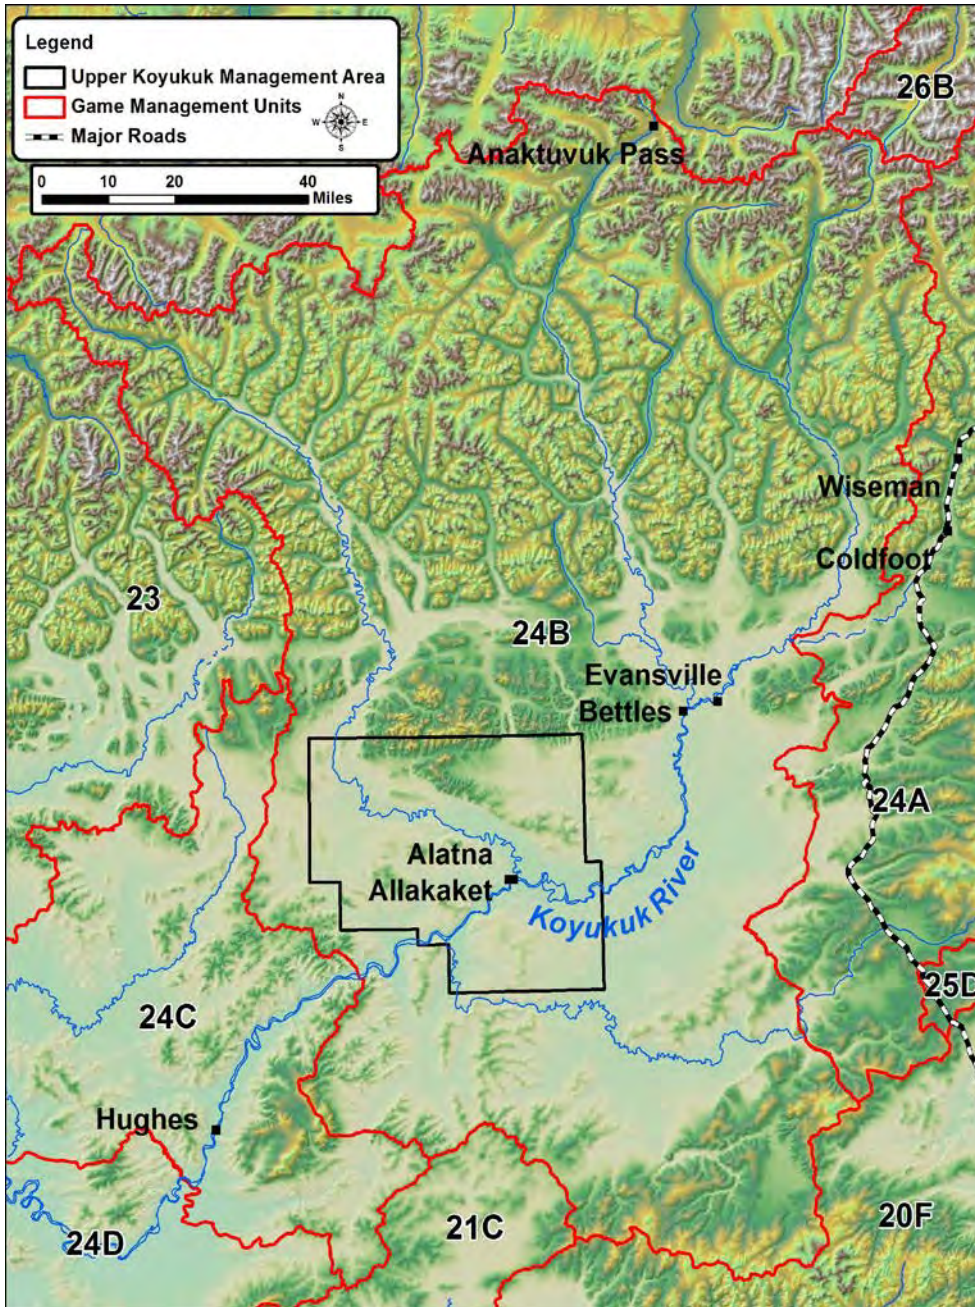 Legend
Upper Koyukuk Management Area
Game Management Units
Major Roads
N
W E
S
0 10 20 40
Miles
26B
Anaktuvuk Pass
Wiseman
Coldfoot
23
24B
Evansville
Bettles
24A
Alatna
Allakaket
Koyukuk River
25D
24C
Hughes
21C
20F
24D